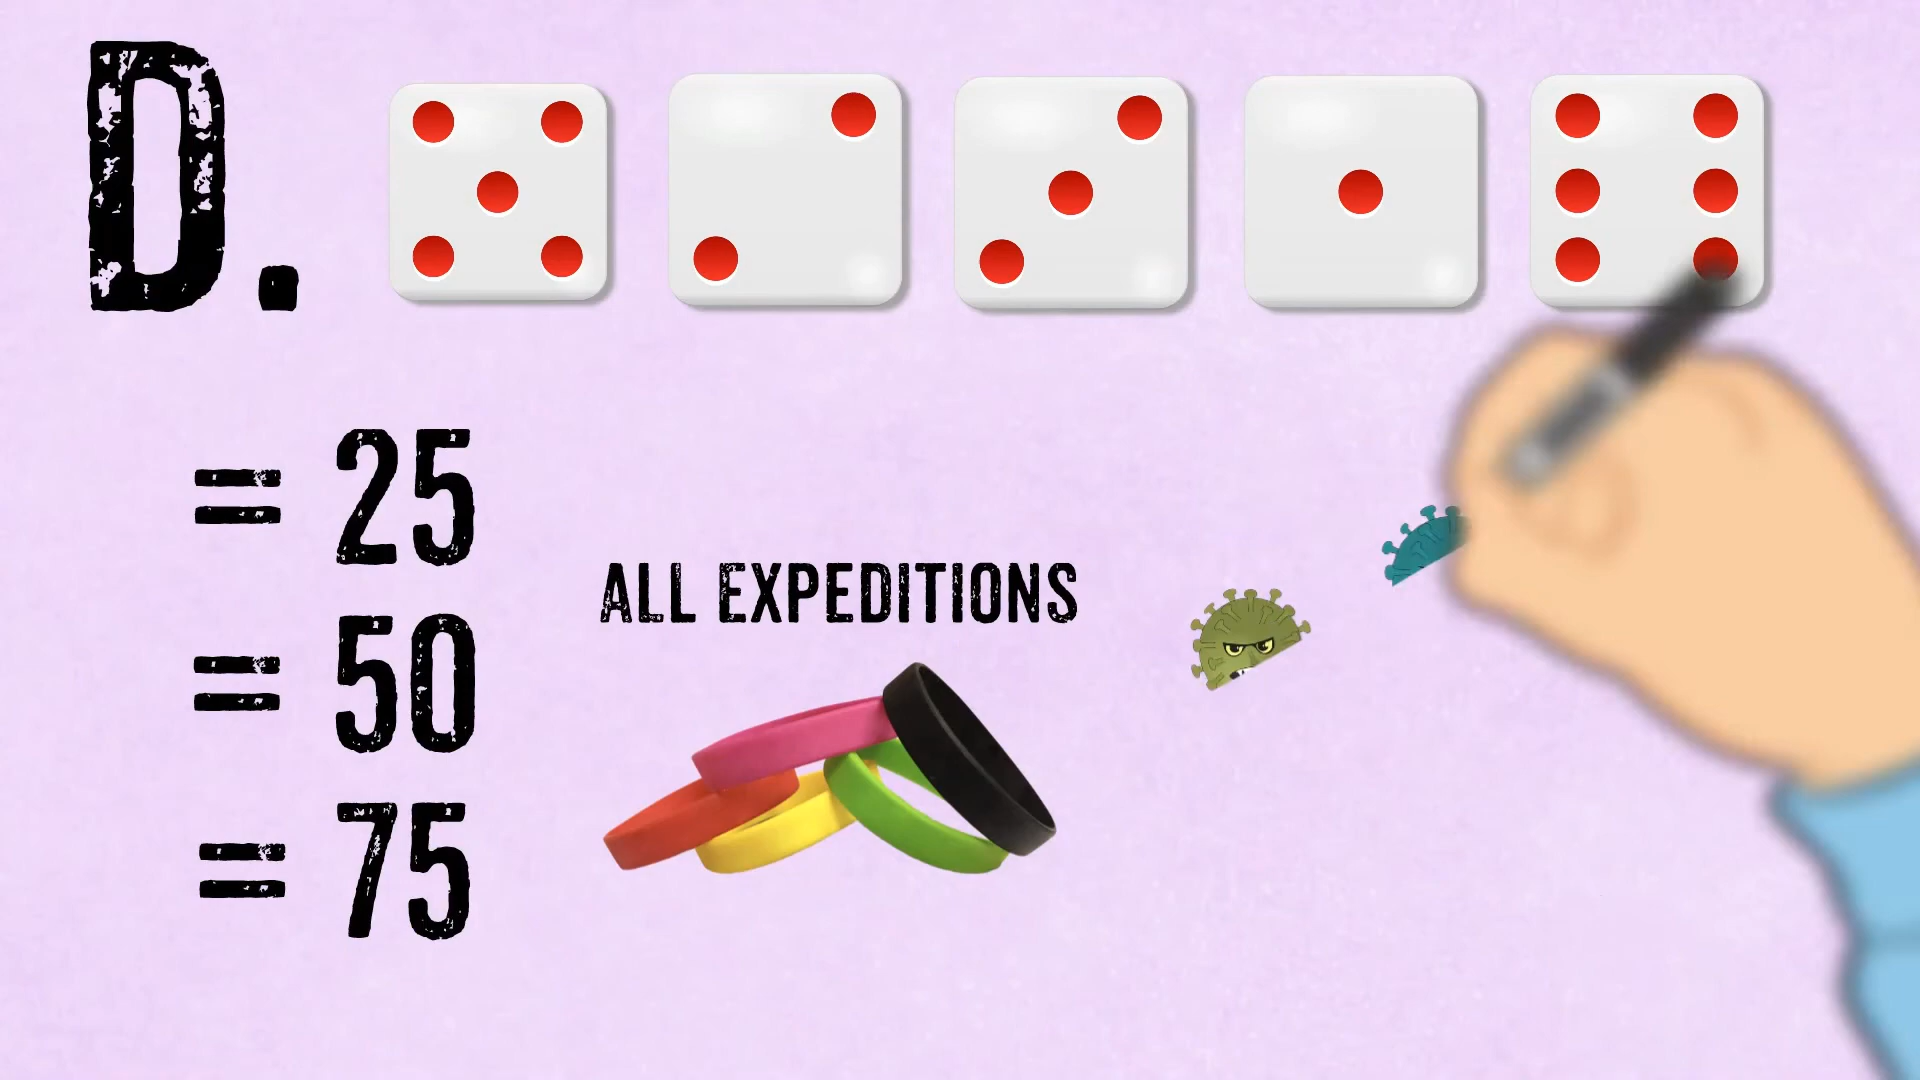 D.
= 25
= 50
= 75
ALL EXPEDITIONS